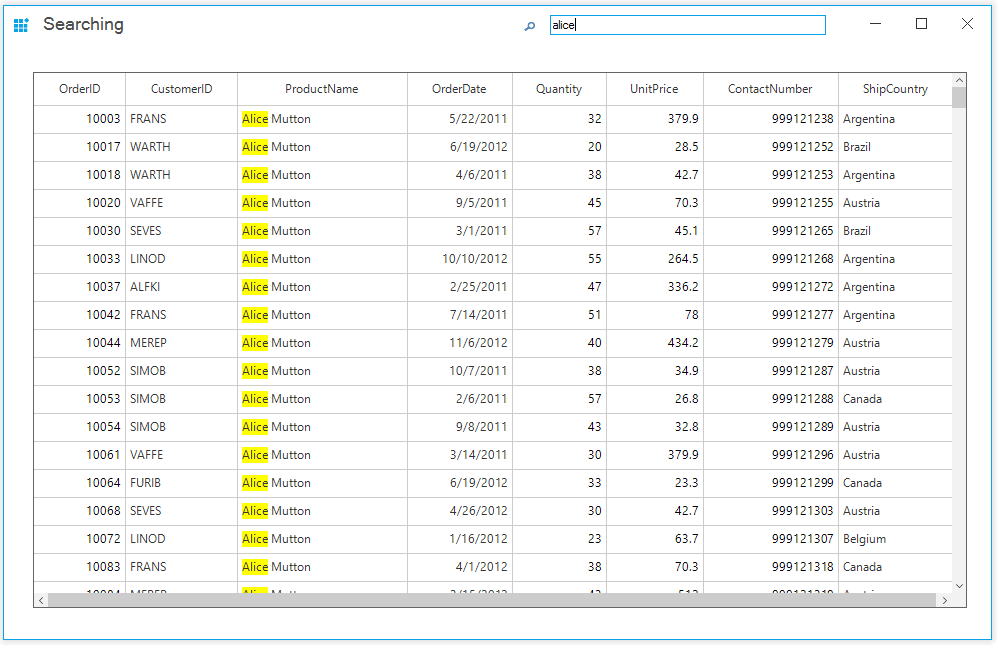 Searching alice
OrderID CustomerID ProductName OrderDate Quantity UnitPrice ContactNumber ShipCountry
10003 FRANS Alice Mutton 5/22/2011 32 379.9 999121238 Argentina
10017 WARTH Alice Mutton 6/19/2012 20 28.5 999121252 Brazil
10018 WARTH Alice Mutton 4/6/2011 38 42.7 999121253 Argentina
10020 VAFFE Alice Mutton 9/5/2011 45 70.3 999121255 Austria
10030 SEVES Alice Mutton 3/1/2011 57 45.1 999121265 Brazil
10033 LINOD Alice Mutton 10/10/2012 55 264.5 999121268 Argentina
10037 ALFKI Alice Mutton 2/25/2011 47 336.2 999121272 Argentina
10042 FRANS Alice Mutton 7/14/2011 51 78 999121277 Argentina
10044 MEREP Alice Mutton 11/6/2012 40 434.2 999121279 Austria
10052 SIMOB Alice Mutton 10/7/2011 38 34.9 999121287 Austria
10053 SIMOB Alice Mutton 2/6/2011 57 26.8 999121288 Canada
10054 SIMOB Alice Mutton 9/8/2011 43 32.8 999121289 Austria
10061 VAFFE Alice Mutton 3/14/2011 30 379.9 999121296 Austria
10064 FURIB Alice Mutton 6/19/2012 33 23.3 999121299 Canada
10068 SEVES Alice Mutton 4/26/2012 30 42.7 999121303 Austria
10072 LINOD Alice Mutton 1/16/2012 23 63.7 999121307 Belgium
10083 FRANS Alice Mutton 4/1/2012 38 70.3 999121318 Canada